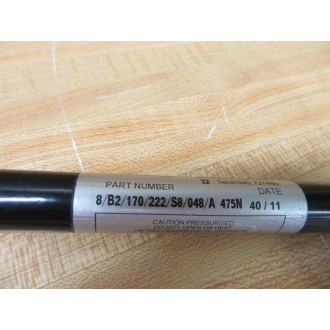 PART NUMBER DATE
8/B2/170/222/S8/048/A 475N 40/11
CAUTION PRESSURISED
DO NOT OPEN OR HEAT